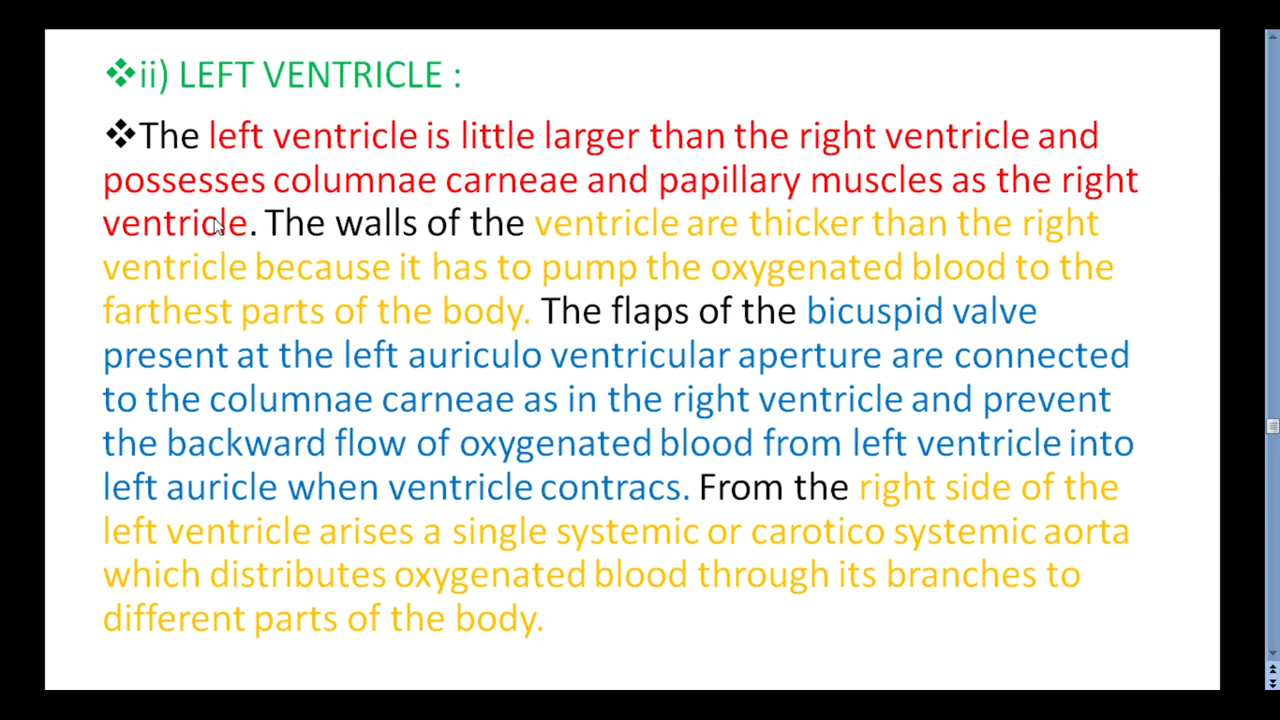 ❖ii) LEFT VENTRICLE :
❖The left ventricle is little larger than the right ventricle and
possesses columnae carneae and papillary muscles as the right
ventricle. The walls of the ventricle are thicker than the right
ventricle because it has to pump the oxygenated blood to the
farthest parts of the body. The flaps of the bicuspid valve
present at the left auriculo ventricular aperture are connected
to the columnae carneae as in the right ventricle and prevent
the backward flow of oxygenated blood from left ventricle into
left auricle when ventricle contracs. From the right side of the
left ventricle arises a single systemic or carotico systemic aorta
which distributes oxygenated blood through its branches to
different parts of the body.